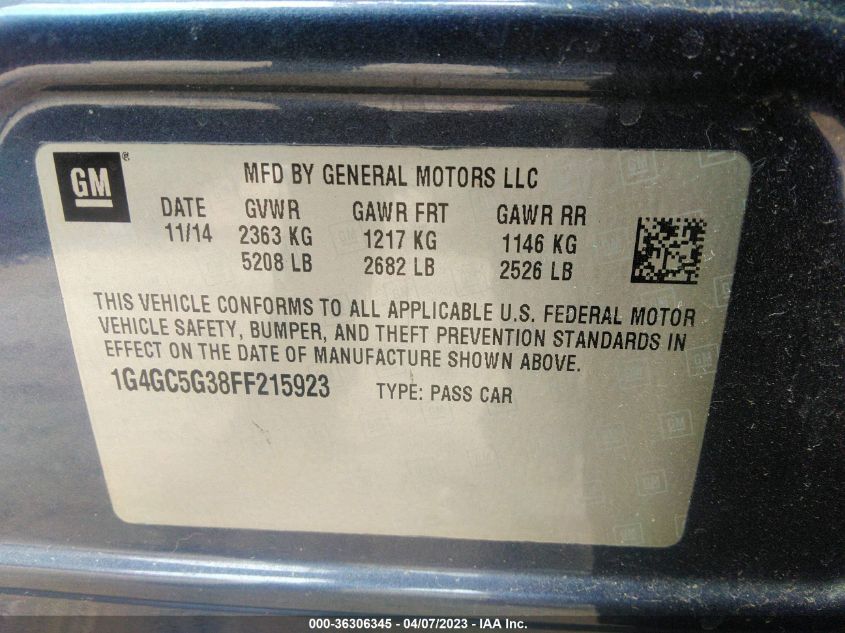 GM®
MFD BY GENERAL MOTORS LLC
DATE GVWR GAWR FRT GAWR RR
11/14 2363 KG 1217 KG 1146 KG
5208 LB 2682 LB 2526 LB
THIS VEHICLE CONFORMS TO ALL APPLICABLE U.S. FEDERAL MOTOR
VEHICLE SAFETY, BUMPER, AND THEFT PREVENTION STANDARDS IN
EFFECT ON THE DATE OF MANUFACTURE SHOWN ABOVE.
1G4GC5G38FF215923 TYPE: PASS CAR
000-36306345 - 04/07/2023 - IAA Inc.